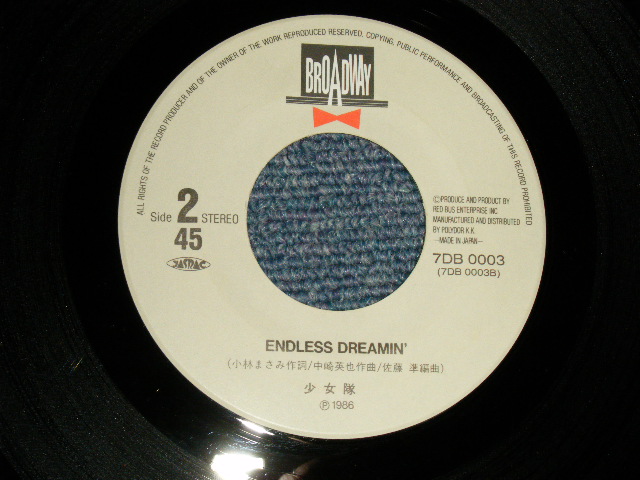 ALL RIGHTS OF THE RECORD PRODUCER AND OF THE OWNER OF THE WORK REPRODUCED RESERVED. COPYING, PUBLIC PERFORMANCE AND BROADCASTING OF THIS RECORD PROHIBITED
BROADWAY
Side 2 STEREO
45
JASRAC
ⒸPRODUCE AND PRODUCT BY
RED BUS ENTERPRISE INC
MANUFACTURED AND DISTRIBUTED
BY POLYDOR K.K.
—MADE IN JAPAN—
7DB 0003
(7DB 0003B)
ENDLESS DREAMIN'
(小林まさみ作詞/中崎英也作曲/佐藤 準編曲)
少女隊
Ⓟ1986